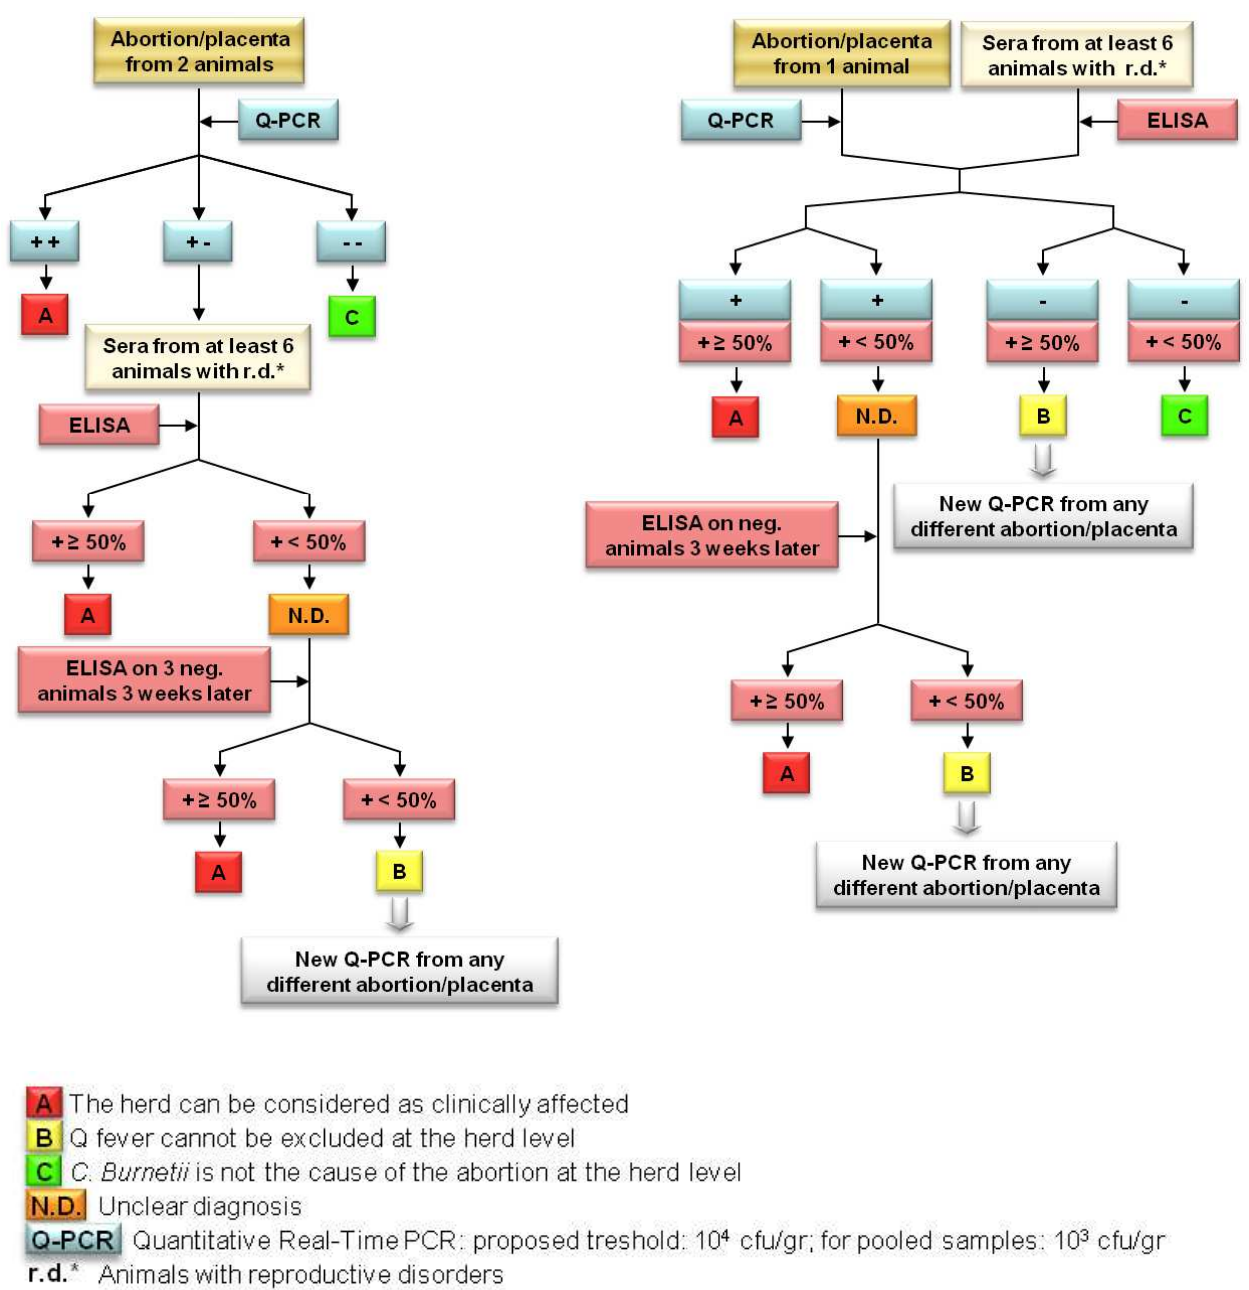 Abortion/placenta
from 2 animals
Q-PCR
+ +
+ -
- -
A
C
Sera from at least 6
animals with r.d.*
ELISA
+ ≥ 50%
+ < 50%
A
N.D.
ELISA on 3 neg.
animals 3 weeks later
+ ≥ 50%
+ < 50%
A
B
New Q-PCR from any
different abortion/placenta
Abortion/placenta
from 1 animal
Sera from at least 6
animals with r.d.*
Q-PCR
ELISA
+
+
-
-
+ ≥ 50%
+ < 50%
+ ≥ 50%
+ < 50%
A
N.D.
B
C
New Q-PCR from any
different abortion/placenta
ELISA on neg.
animals 3 weeks later
+ ≥ 50%
+ < 50%
A
B
New Q-PCR from any
different abortion/placenta
A The herd can be considered as clinically affected
B Q fever cannot be excluded at the herd level
C C. Burnetii is not the cause of the abortion at the herd level
N.D. Unclear diagnosis
Q-PCR Quantitative Real-Time PCR: proposed treshold: 10⁴ cfu/gr; for pooled samples: 10³ cfu/gr
r.d.* Animals with reproductive disorders